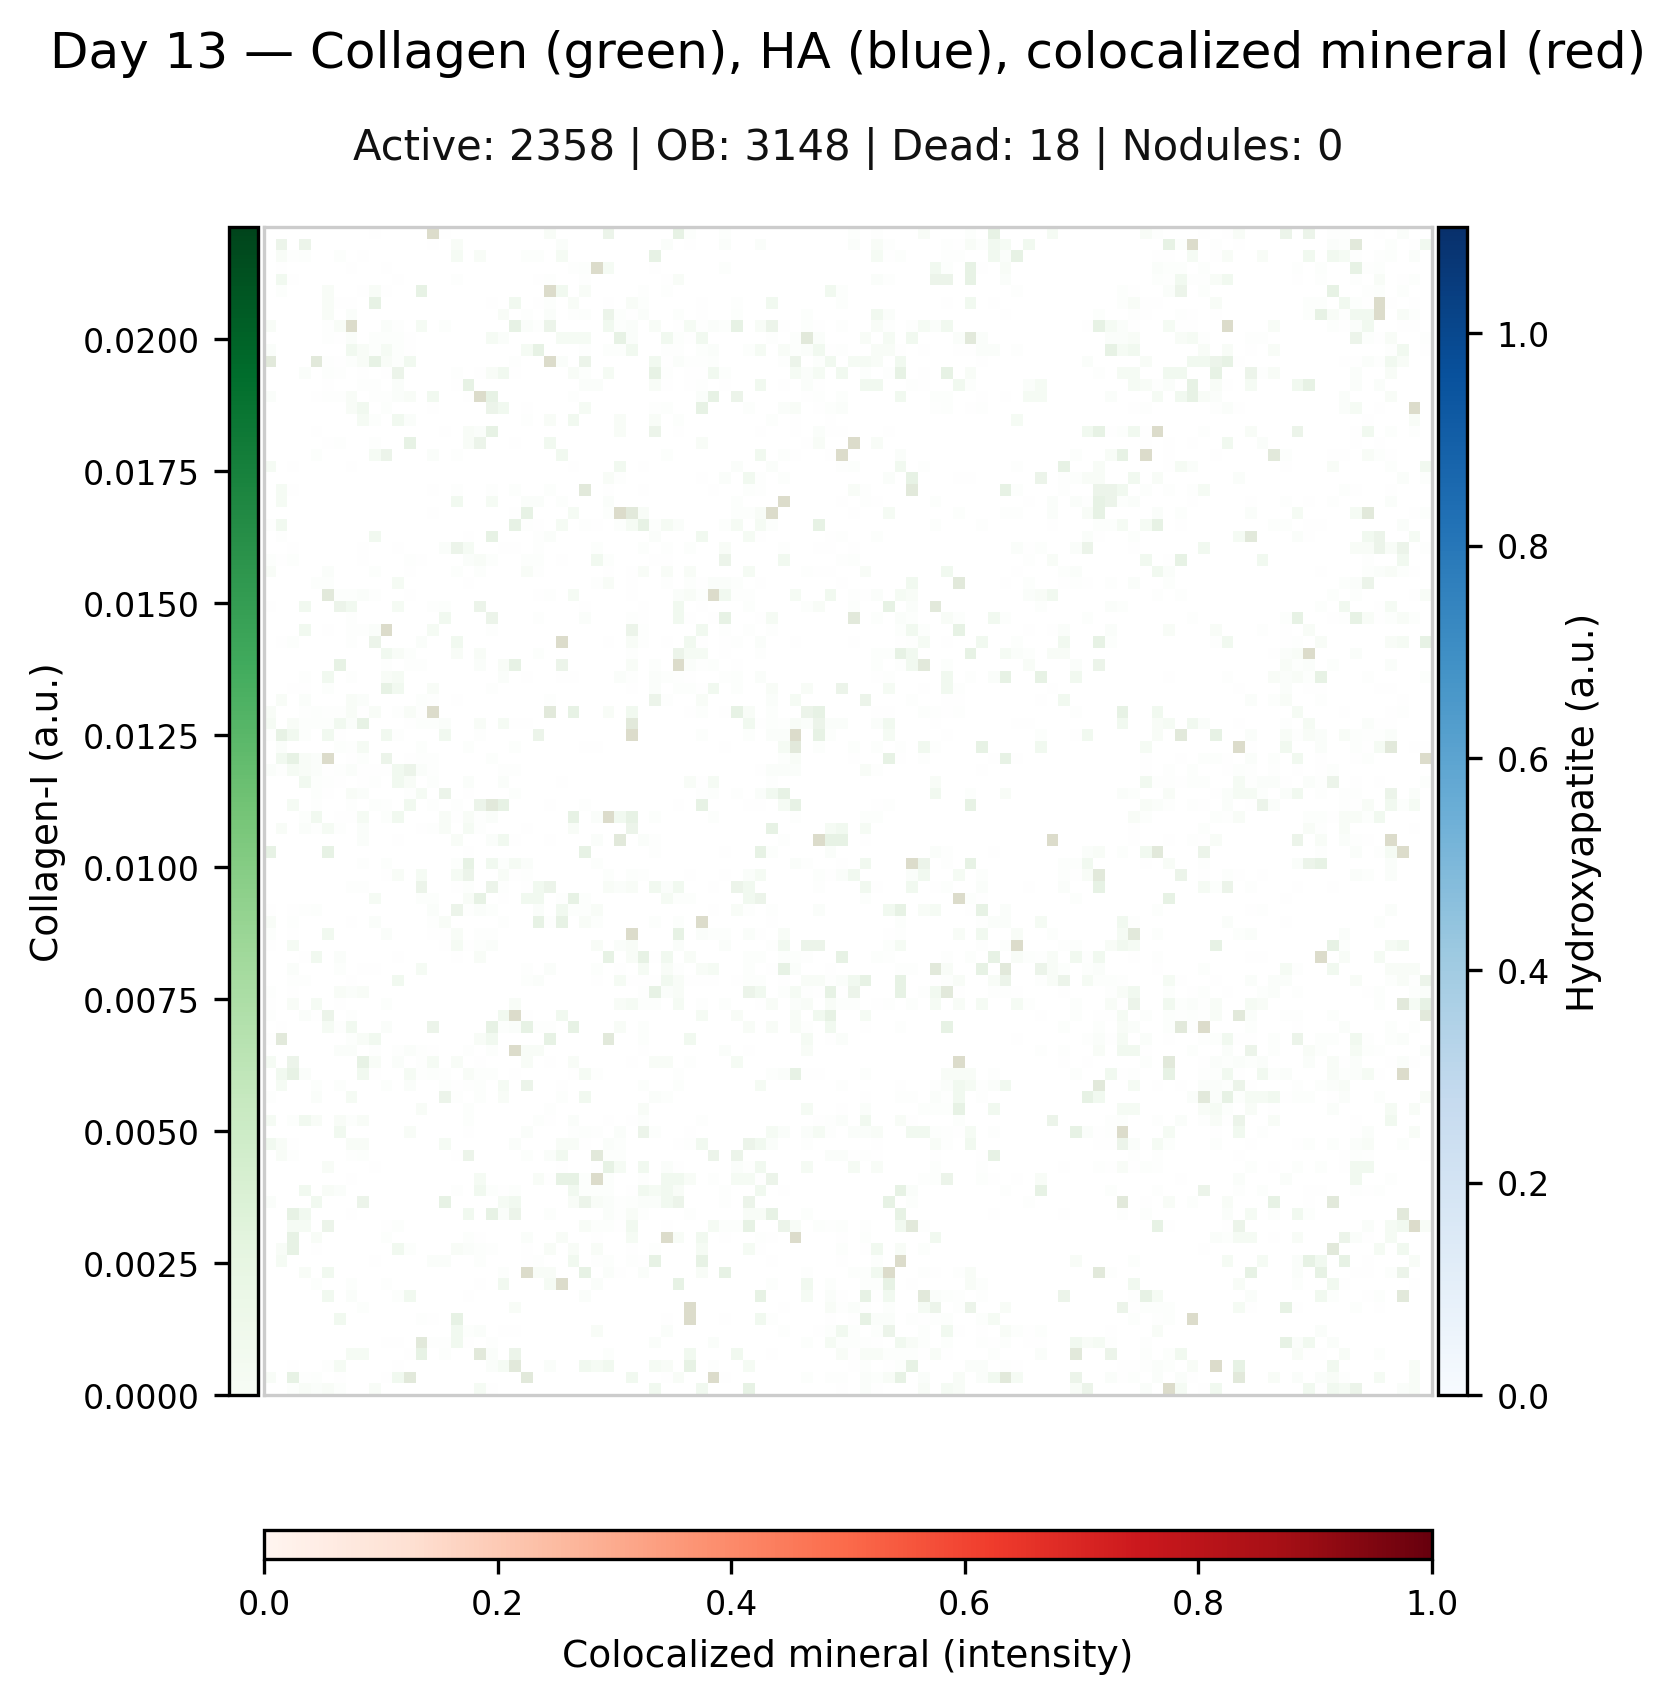 Day 13 — Collagen (green), HA (blue), colocalized mineral (red)
Active: 2358 | OB: 3148 | Dead: 18 | Nodules: 0
Collagen-I (a.u.)
0.0200
0.0175
0.0150
0.0125
0.0100
0.0075
0.0050
0.0025
0.0000
1.0
0.8
0.6
0.4
0.2
0.0
Hydroxyapatite (a.u.)
0.0 0.2 0.4 0.6 0.8 1.0
Colocalized mineral (intensity)